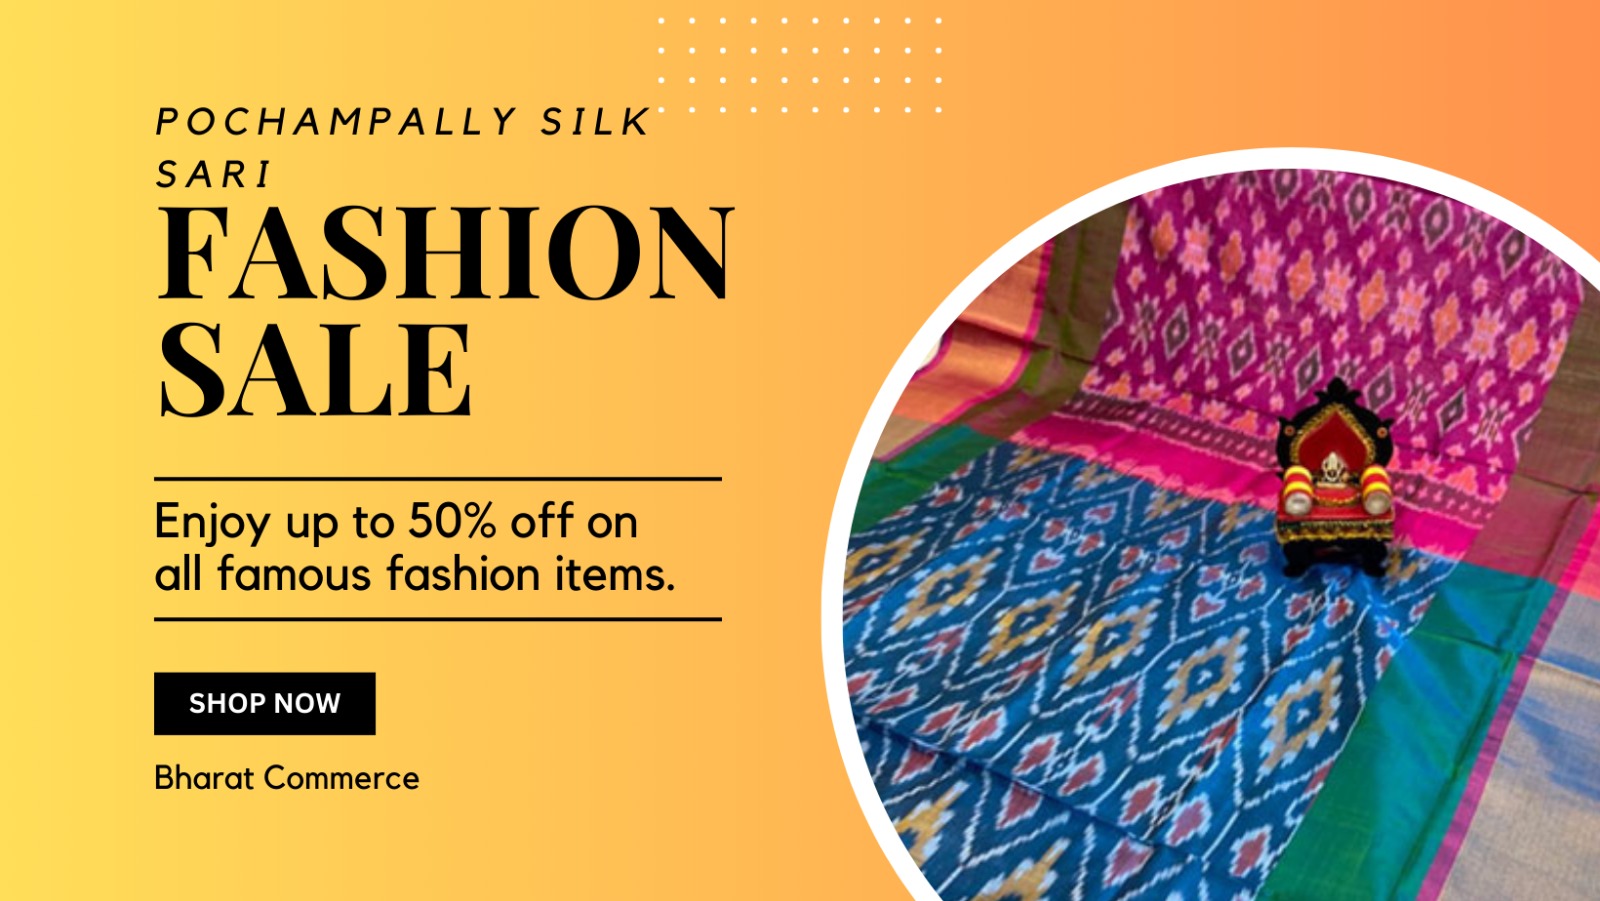 POCHAMPALLY SILK
SARI
FASHION
SALE
Enjoy up to 50% off on
all famous fashion items.
SHOP NOW
Bharat Commerce